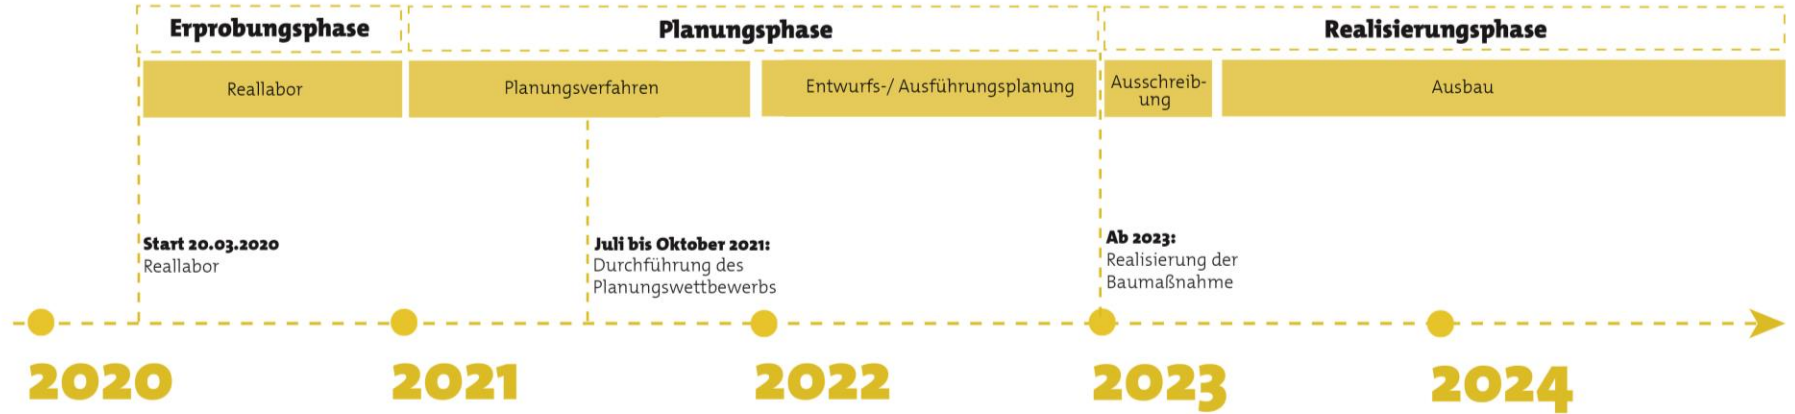 Erprobungsphase
Planungsphase
Realisierungsphase
Reallabor
Planungsverfahren
Entwurfs-/ Ausführungsplanung
Ausschreib-
ung
Ausbau
Start 20.03.2020
Reallabor
Juli bis Oktober 2021:
Durchführung des
Planungswettbewerbs
Ab 2023:
Realisierung der
Baumaßnahme
2020
2021
2022
2023
2024